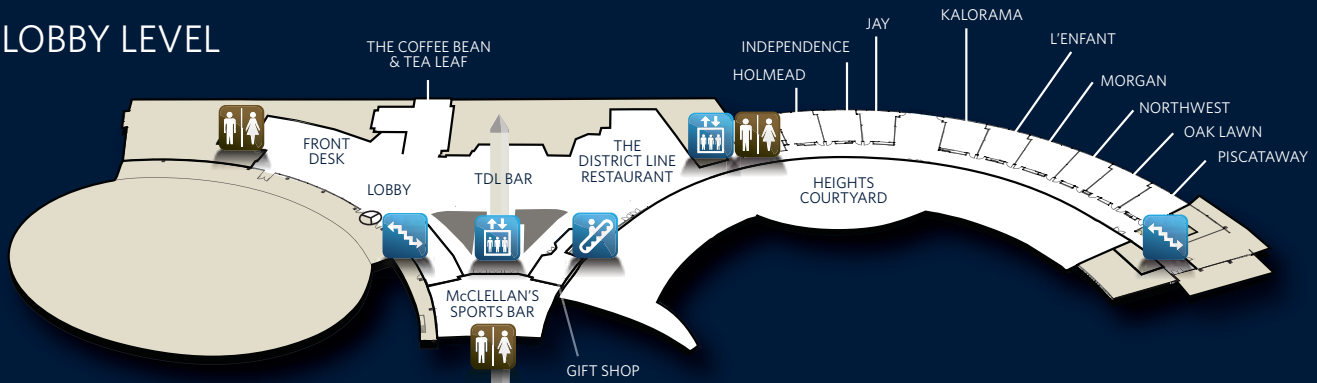 LOBBY LEVEL
THE COFFEE BEAN
& TEA LEAF
KALORAMA
JAY
L'ENFANT
INDEPENDENCE
HOLMEAD
MORGAN
NORTHWEST
OAK LAWN
PISCATAWAY
FRONT
DESK
THE
DISTRICT LINE
RESTAURANT
TDL BAR
LOBBY
HEIGHTS
COURTYARD
McCLELLAN'S
SPORTS BAR
GIFT SHOP